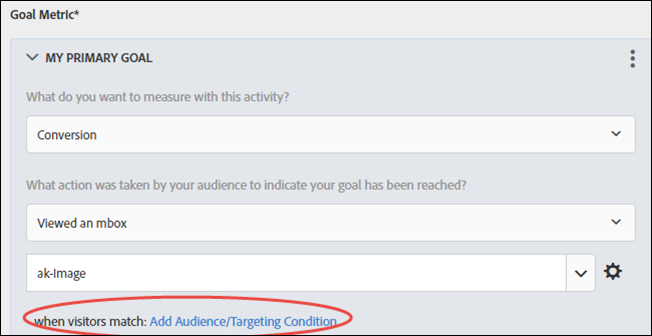 Goal Metric*
MY PRIMARY GOAL
What do you want to measure with this activity?
Conversion
What action was taken by your audience to indicate your goal has been reached?
Viewed an mbox
ak-Image
when visitors match: Add Audience/Targeting Condition